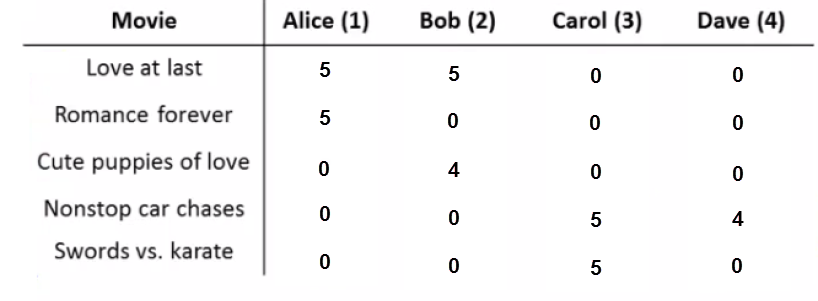 Movie Alice (1) Bob (2) Carol (3) Dave (4)
Love at last 5 5 0 0
Romance forever 5 0 0 0
Cute puppies of love 0 4 0 0
Nonstop car chases 0 0 5 4
Swords vs. karate 0 0 5 0